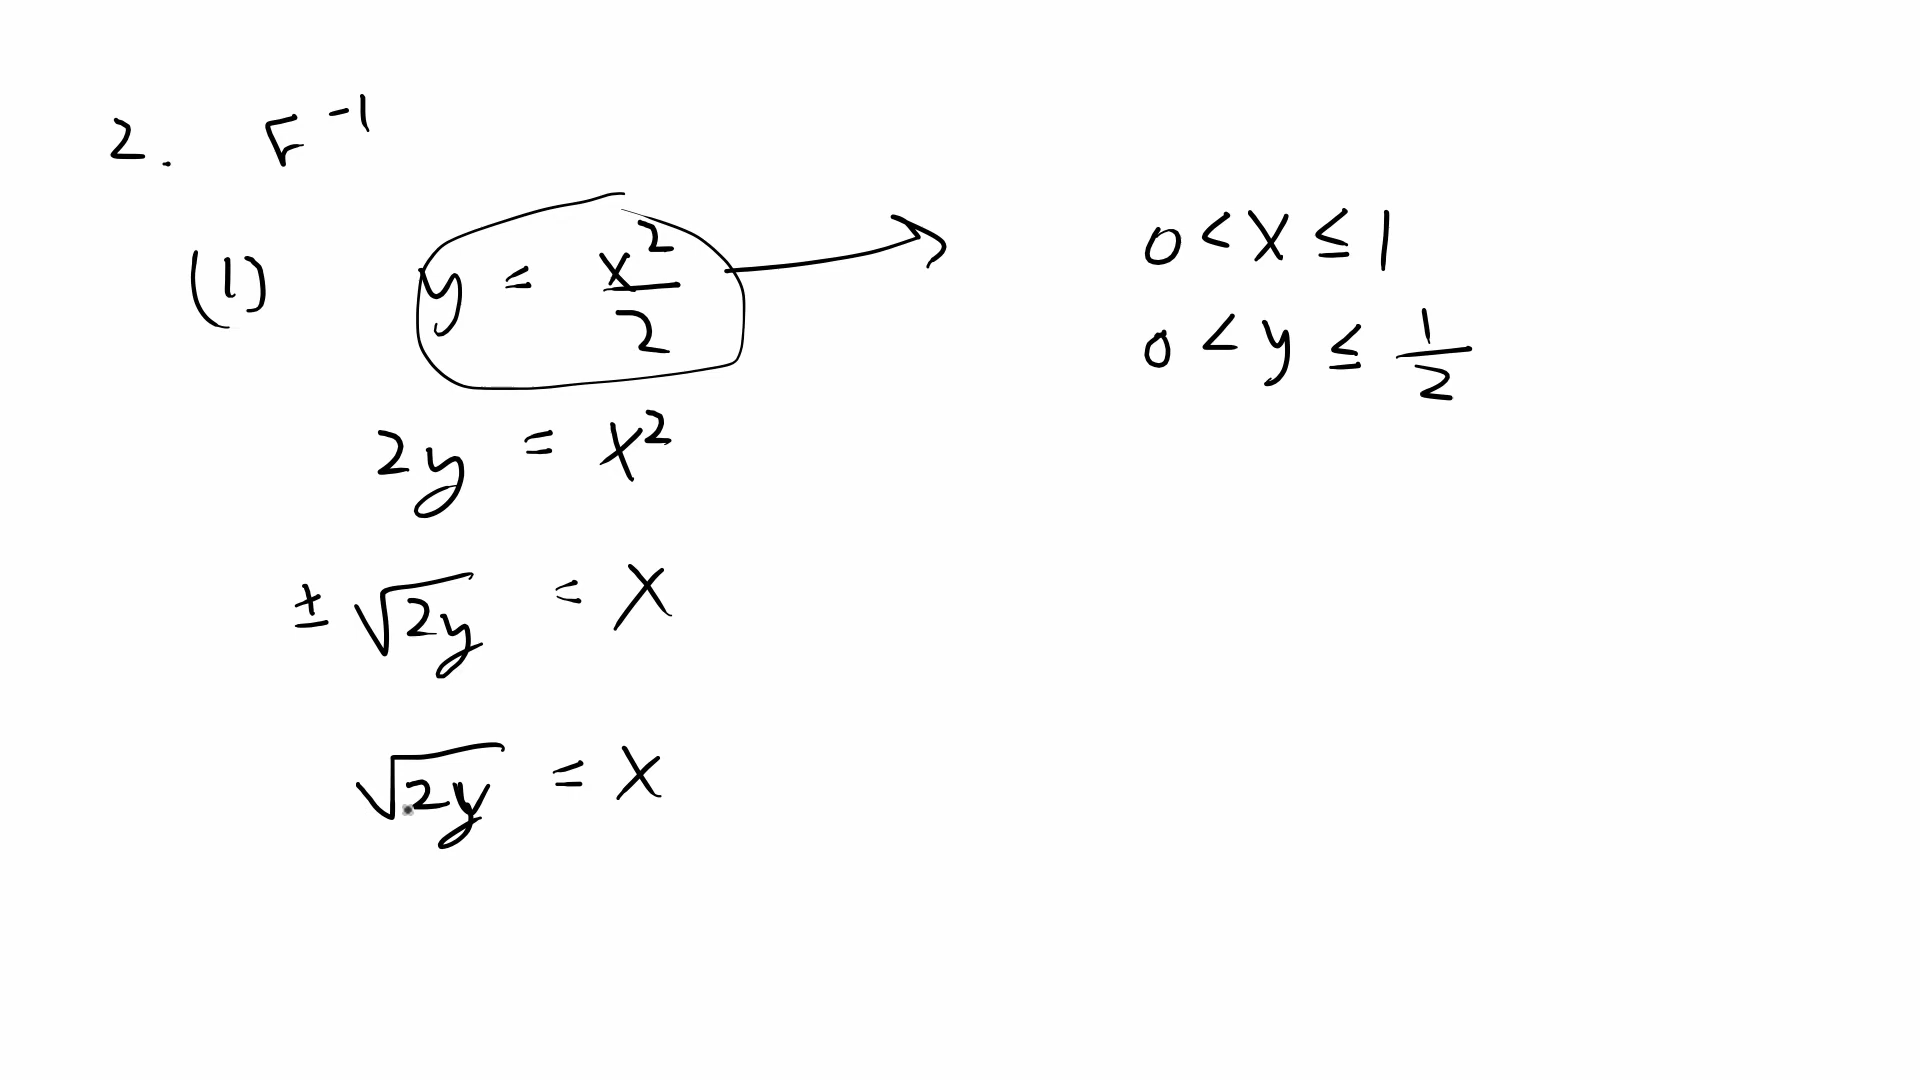 2. F⁻¹
(1) y = x²/2
0 < x ≤ 1
0 < y ≤ 1/2
2y = x²
± √2y = x
√2y = x